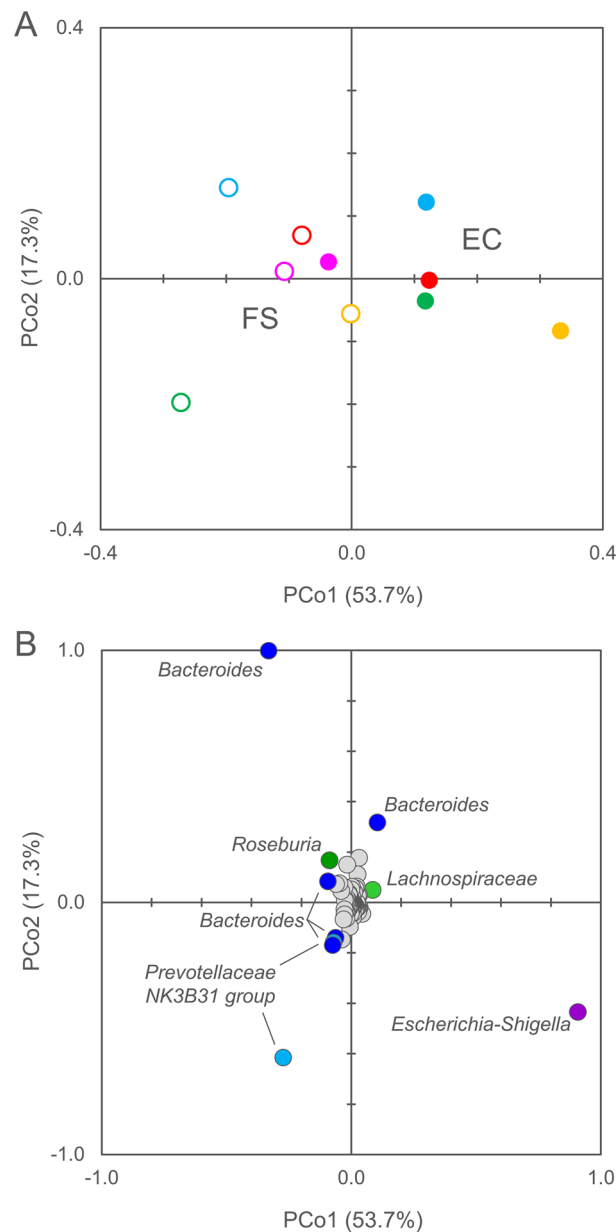 A
0.4
EC
0.0
PCo2 (17.3%)
FS
-0.4
-0.4
0.0
0.4
PCo1 (53.7%)
B
1.0
Bacteroides
Bacteroides
Roseburia
Lachnospiraceae
0.0
PCo2 (17.3%)
Bacteroides
Prevotellaceae
NK3B31 group
Escherichia-Shigella
-1.0
-1.0
0.0
1.0
PCo1 (53.7%)